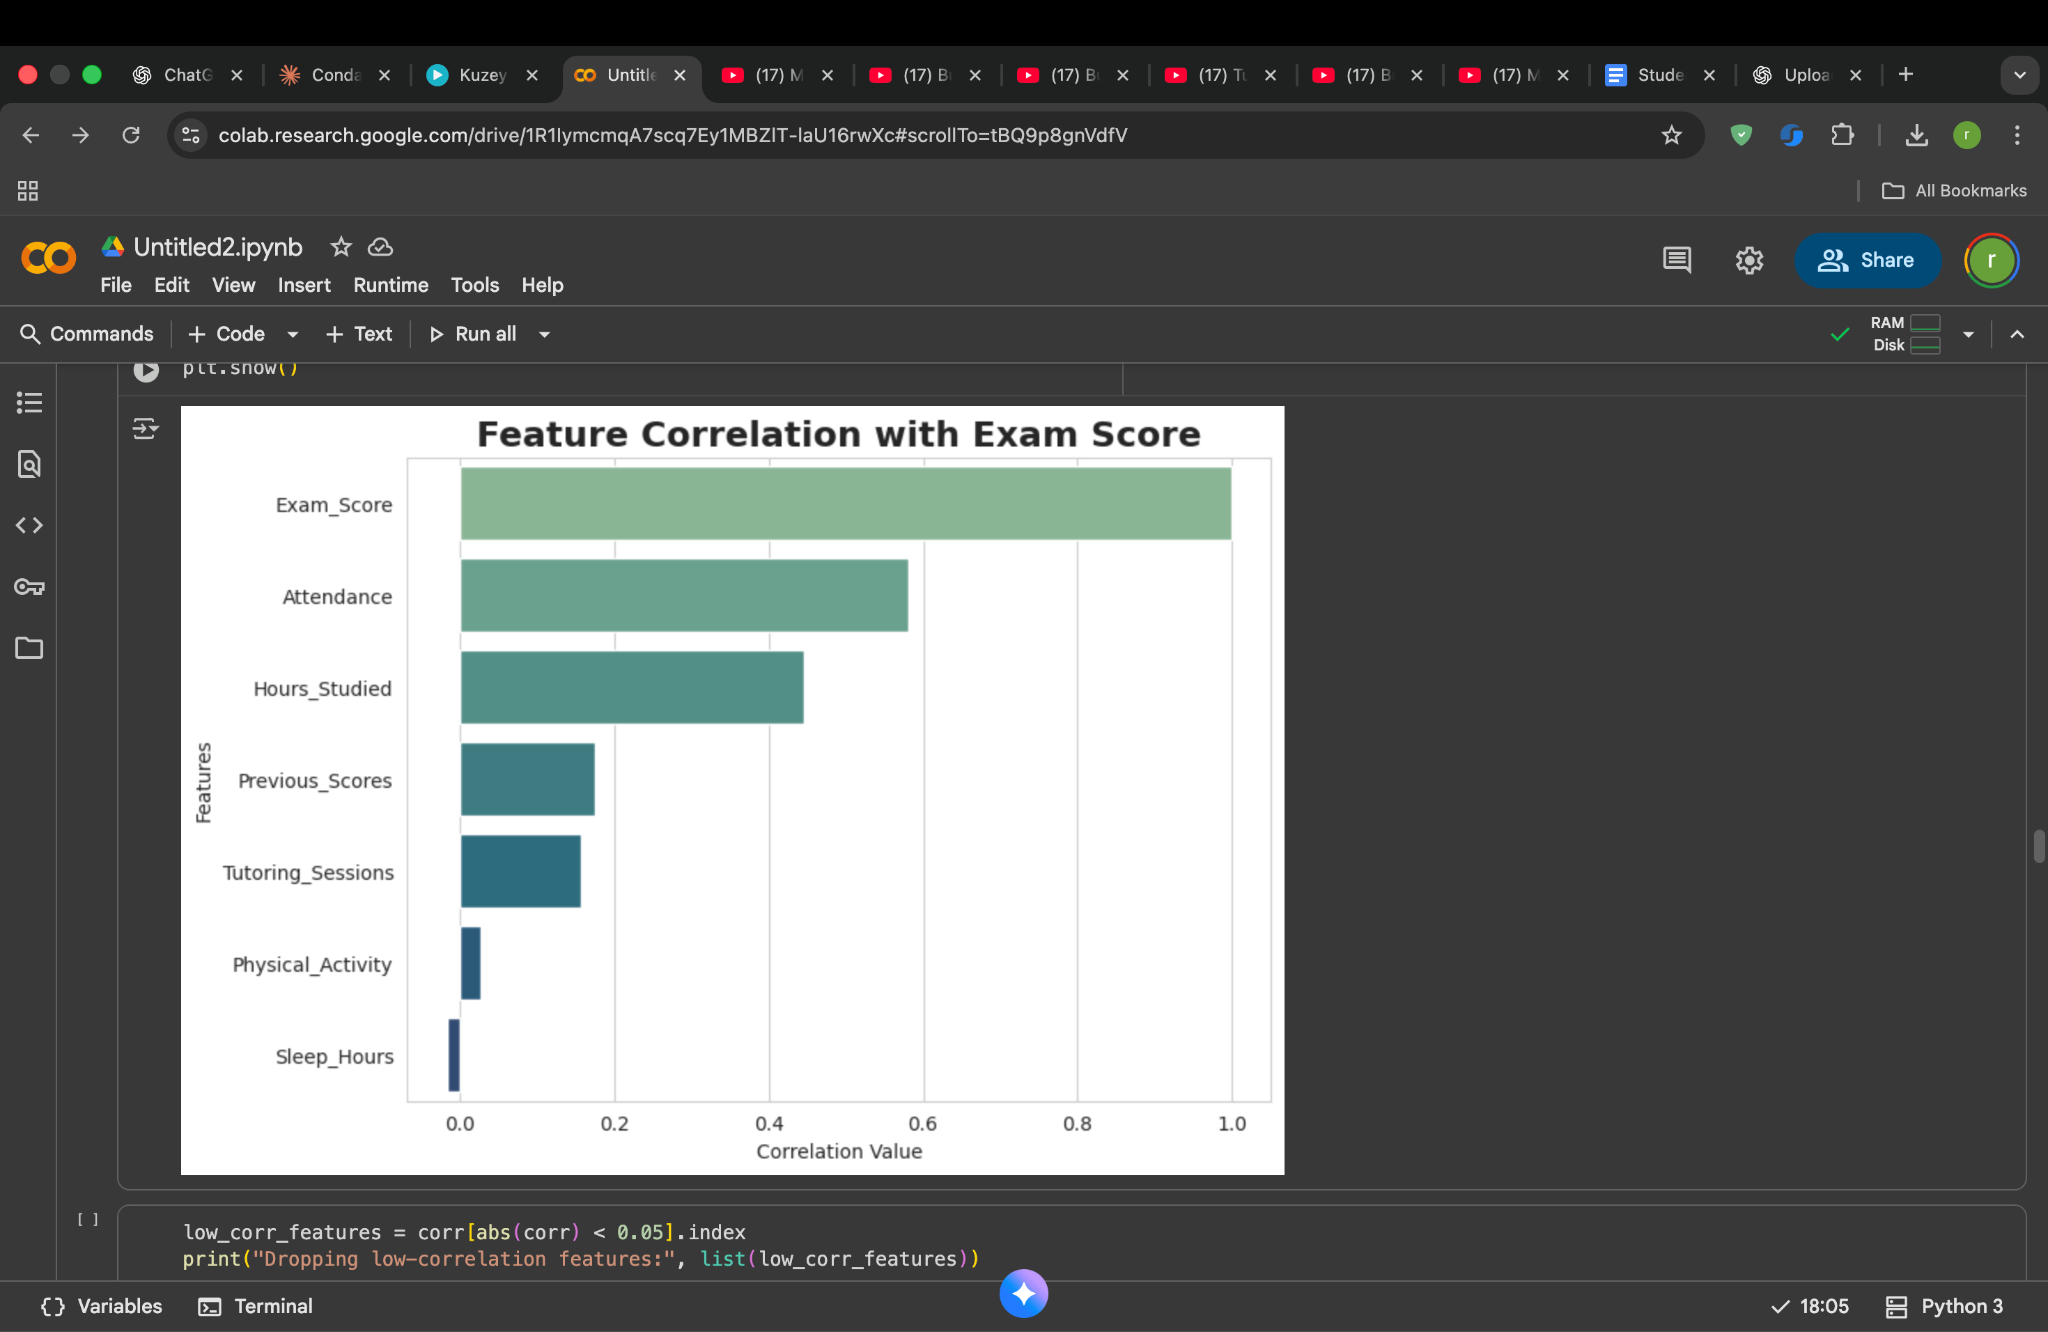 ChatG
Conda
Kuzey
Untitle
(17) M
(17) B
(17) B
(17) Tu
(17) B
(17) M
Stude
Uploa
colab.research.google.com/drive/1R1lymcmqA7scq7Ey1MBZlT-laU16rwXc#scrollTo=tBQ9p8gnVdfV
r
All Bookmarks
Untitled2.ipynb
File Edit View Insert Runtime Tools Help
Share
r
Commands + Code + Text Run all
RAM
Disk
plt.show()
Feature Correlation with Exam Score
Exam_Score
Attendance
Hours_Studied
Previous_Scores
Tutoring_Sessions
Physical_Activity
Sleep_Hours
Features
0.0 0.2 0.4 0.6 0.8 1.0
Correlation Value
[ ]
low_corr_features = corr[abs(corr) < 0.05].index
print("Dropping low-correlation features:", list(low_corr_features))
Variables Terminal
18:05 Python 3